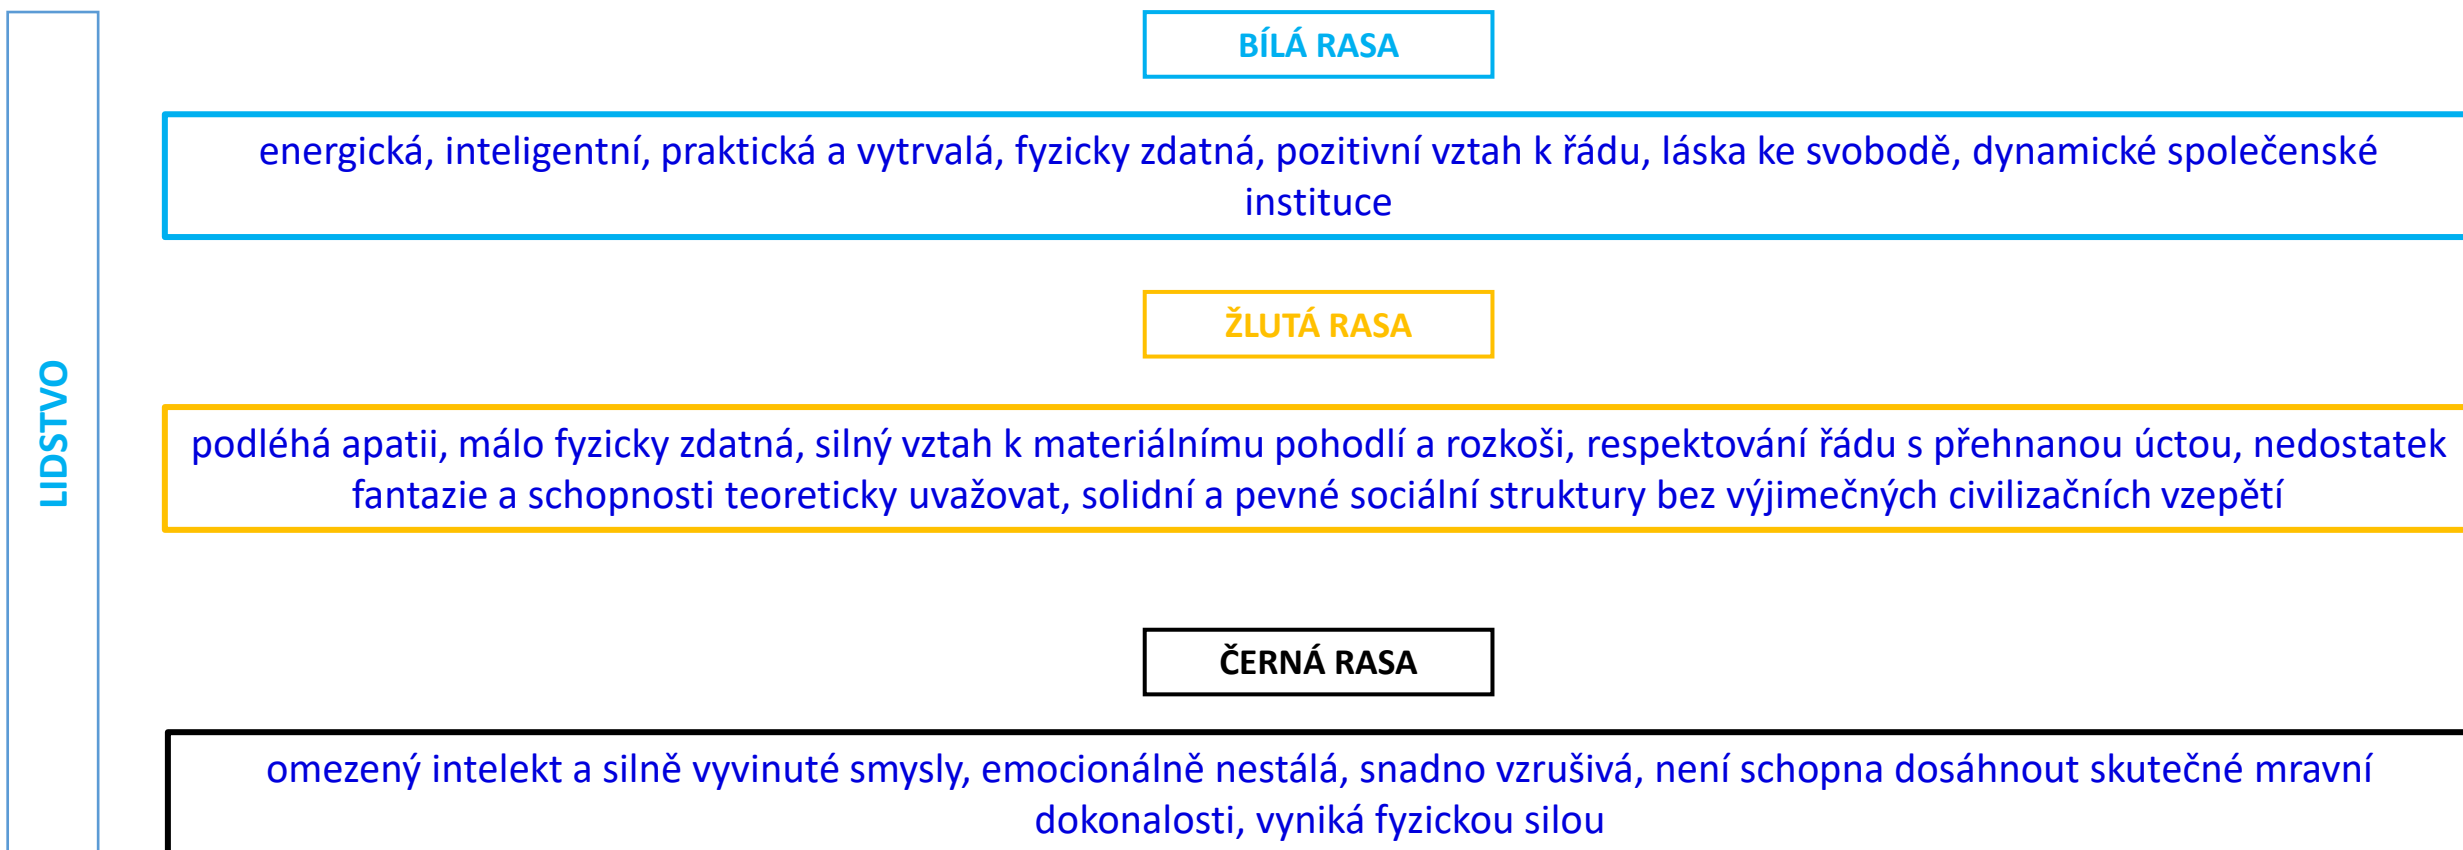 LIDSTVO
BÍLÁ RASA
energická, inteligentní, praktická a vytrvalá, fyzicky zdatná, pozitivní vztah k řádu, láska ke svobodě, dynamické společenské
instituce
ŽLUTÁ RASA
podléhá apatii, málo fyzicky zdatná, silný vztah k materiálnímu pohodlí a rozkoši, respektování řádu s přehnanou úctou, nedostatek
fantazie a schopnosti teoreticky uvažovat, solidní a pevné sociální struktury bez výjimečných civilizačních vzepětí
ČERNÁ RASA
omezený intelekt a silně vyvinuté smysly, emocionálně nestálá, snadno vzrušivá, není schopna dosáhnout skutečné mravní
dokonalosti, vyniká fyzickou silou